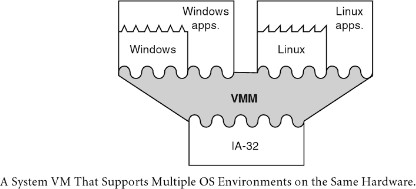 Windows
apps.
Linux
apps.
Windows
Linux
VMM
IA-32
A System VM That Supports Multiple OS Environments on the Same Hardware.